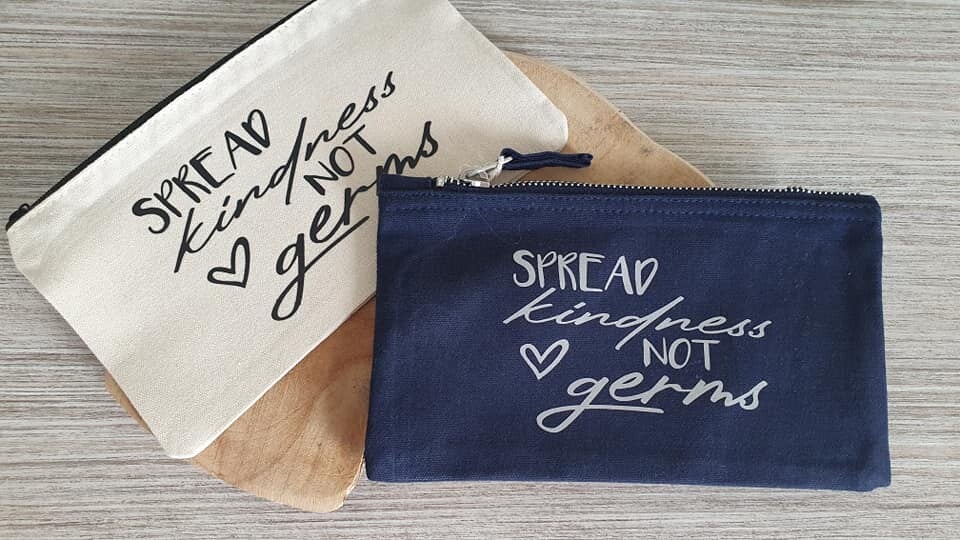 SPREAD
kindness
NOT
germs
SPREAD
kindness
NOT
germs